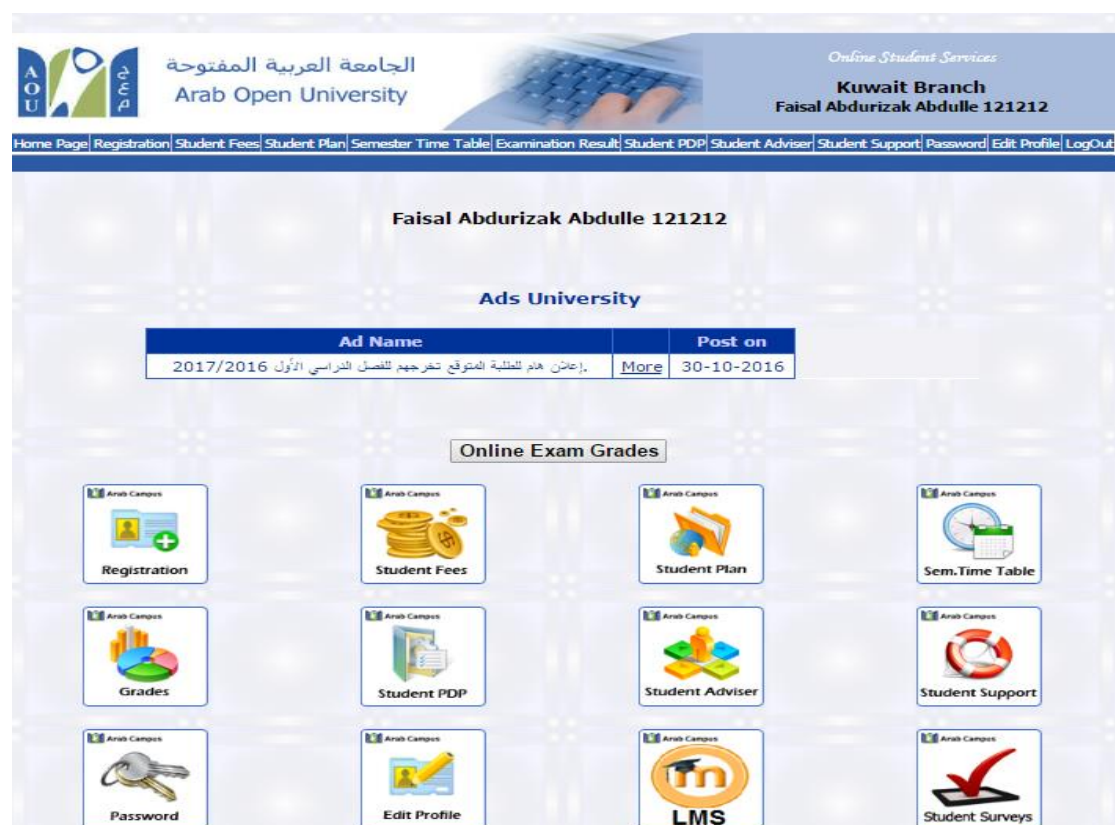 A O U
م ع ج
الجامعة العربية المفتوحة
Arab Open University
Online Student Services
Kuwait Branch
Faisal Abdurizak Abdulle 121212
Home Page Registration Student Fees Student Plan Semester Time Table Examination Result Student PDP Student Adviser Student Support Password Edit Profile LogOut
Faisal Abdurizak Abdulle 121212
Ads University
Ad Name Post on
إعلان هام للطلبة المتوقع تخرجهم للفصل الدراسي الأول 2017/2016. More 30-10-2016
Online Exam Grades
Arab Campus Arab Campus Arab Campus Arab Campus
Registration Student Fees Student Plan Sem.Time Table
Arab Campus Arab Campus Arab Campus Arab Campus
Grades Student PDP Student Adviser Student Support
Arab Campus Arab Campus Arab Campus Arab Campus
m
Password Edit Profile LMS Student Surveys